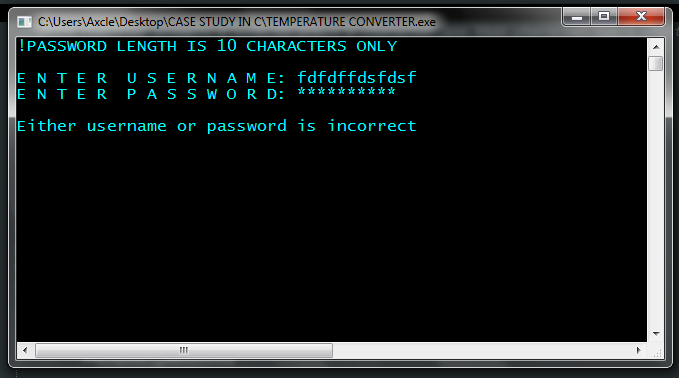 C:\Users\Axcle\Desktop\CASE STUDY IN C\TEMPERATURE CONVERTER.exe
!PASSWORD LENGTH IS 10 CHARACTERS ONLY
E N T E R  U S E R N A M E: fdfdffdsfdsf
E N T E R  P A S S W O R D: **********
Either username or password is incorrect